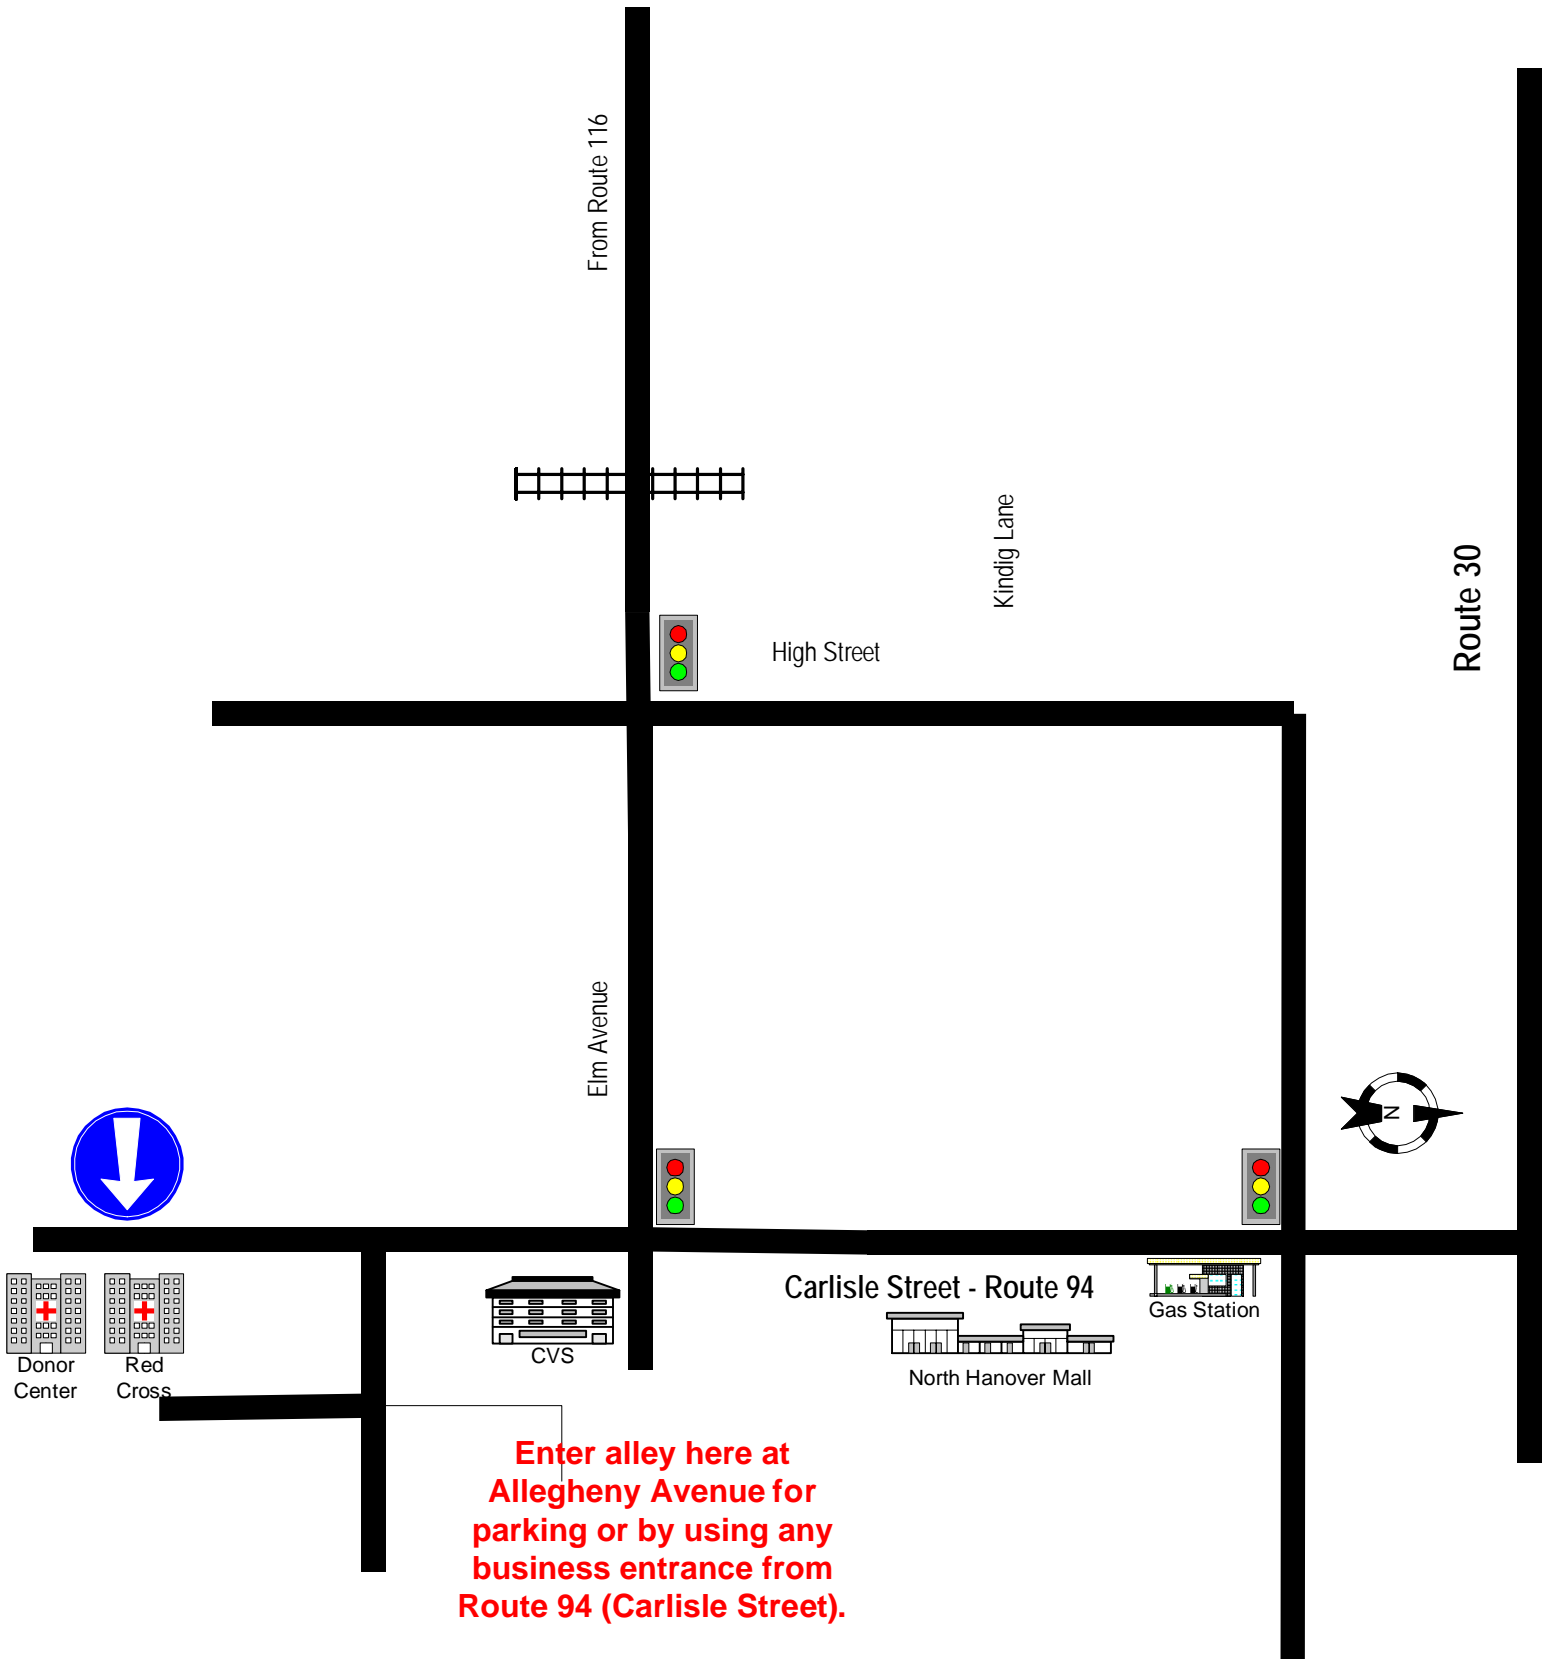 From Route 116
Kindig Lane
Route 30
High Street
Elm Avenue
N
Carlisle Street - Route 94
Gas Station
CVS
North Hanover Mall
Donor
Center
Red
Cross
Enter alley here at
Allegheny Avenue for
parking or by using any
business entrance from
Route 94 (Carlisle Street).